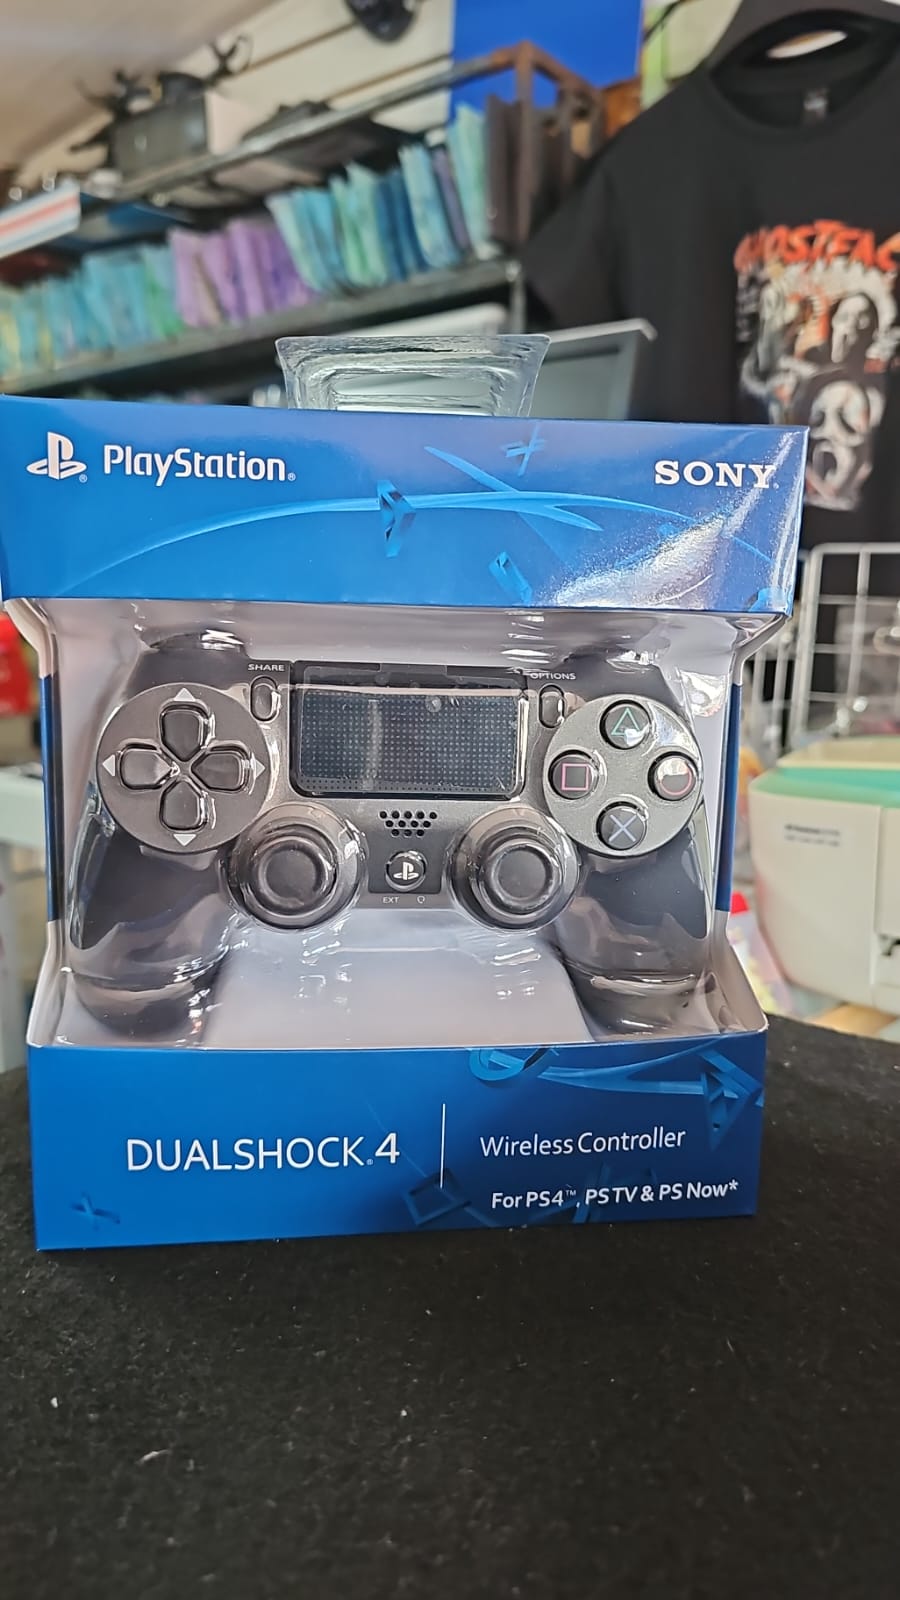 PlayStation®
SONY
SHARE
OPTIONS
EXT
DUALSHOCK®4
Wireless Controller
For PS4™, PS TV & PS Now*